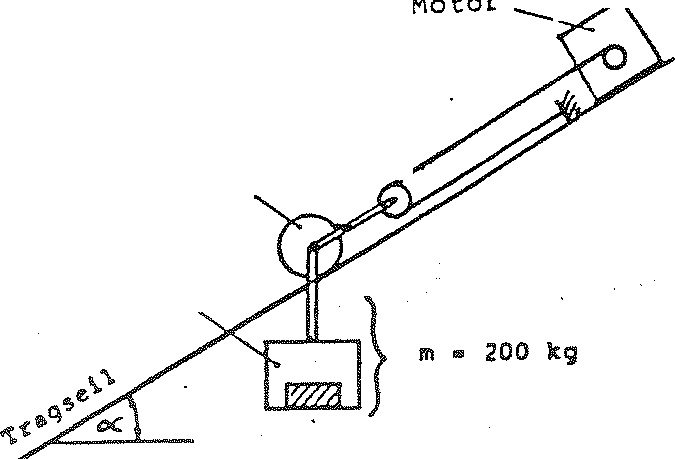 Motor
m = 200 kg
Tragseil
α